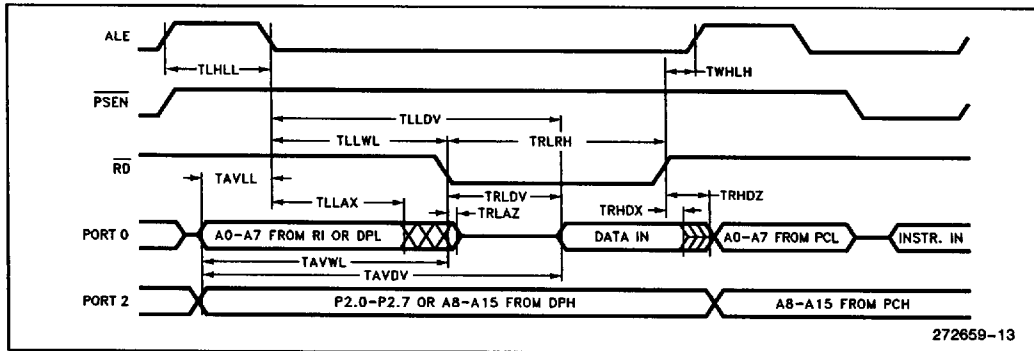 ALE
TLHLL
TWHLH
PSEN
TLLDV
TLLWL
TRLRH
RD
TAVLL
TRLDV
TRHDZ
TLLAX
TRLAZ
TRHDX
PORT 0
A0-A7 FROM RI OR DPL
DATA IN
A0-A7 FROM PCL
INSTR. IN
TAVWL
TAVDV
PORT 2
P2.0-P2.7 OR A8-A15 FROM DPH
A8-A15 FROM PCH
272659-13